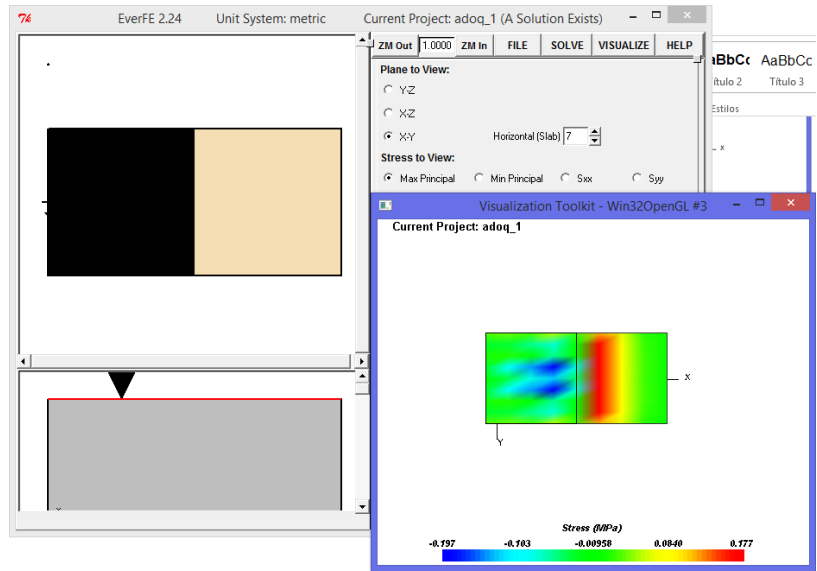 EverFE 2.24 Unit System: metric Current Project: adoq_1 (A Solution Exists)
ZM Out 1.0000 ZM In FILE SOLVE VISUALIZE HELP
Plane to View:
Y-Z
X-Z
X-Y Horizontal (Slab) 7
Stress to View:
Max Principal Min Principal Sxx Syy
aBbCc AaBbCc
ítulo 2 Título 3
Estilos
x
Visualization Toolkit - Win32OpenGL #3
Current Project: adoq_1
X
Y
Stress (MPa)
-0.197 -0.103 -0.00958 0.0840 0.177